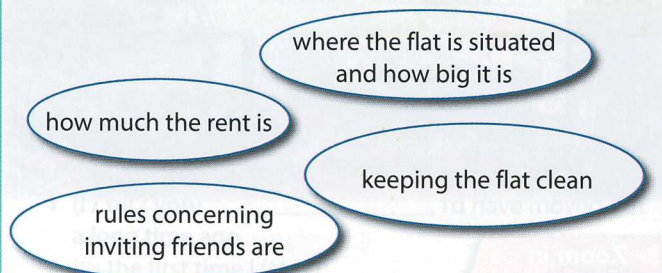 where the flat is situated
and how big it is
how much the rent is
keeping the flat clean
rules concerning
inviting friends are